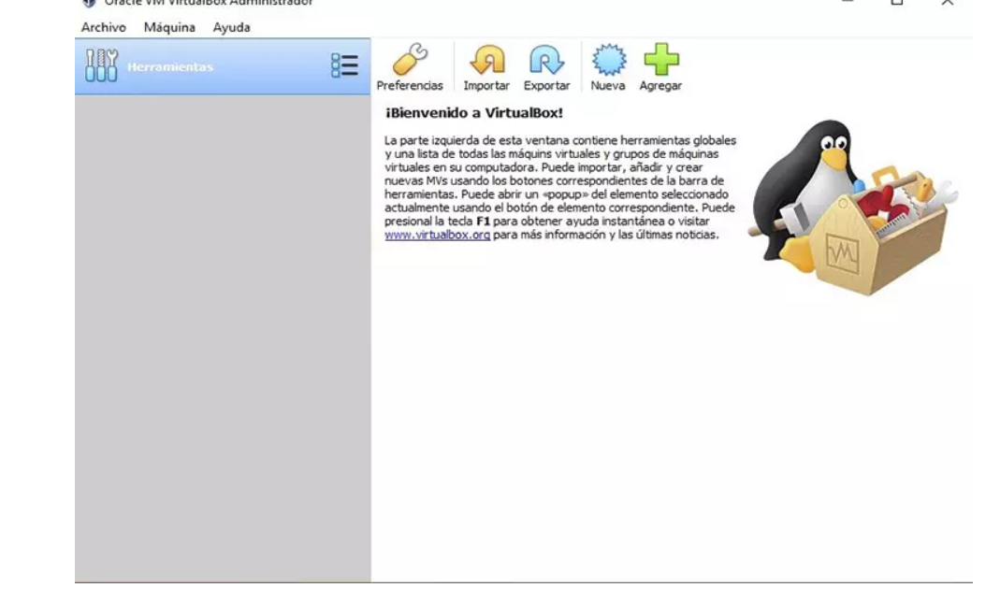 Oracle VM VirtualBox Administrador
Archivo Máquina Ayuda
Herramientas
Preferencias Importar Exportar Nueva Agregar
¡Bienvenido a VirtualBox!
La parte izquierda de esta ventana contiene herramientas globales
y una lista de todas las máquins virtuales y grupos de máquinas
virtuales en su computadora. Puede importar, añadir y crear
nuevas MVs usando los botones correspondientes de la barra de
herramientas. Puede abrir un «popup» del elemento seleccionado
actualmente usando el botón de elemento correspondiente. Puede
presional la tecla F1 para obtener ayuda instantánea o visitar
www.virtualbox.org para más información y las últimas noticias.